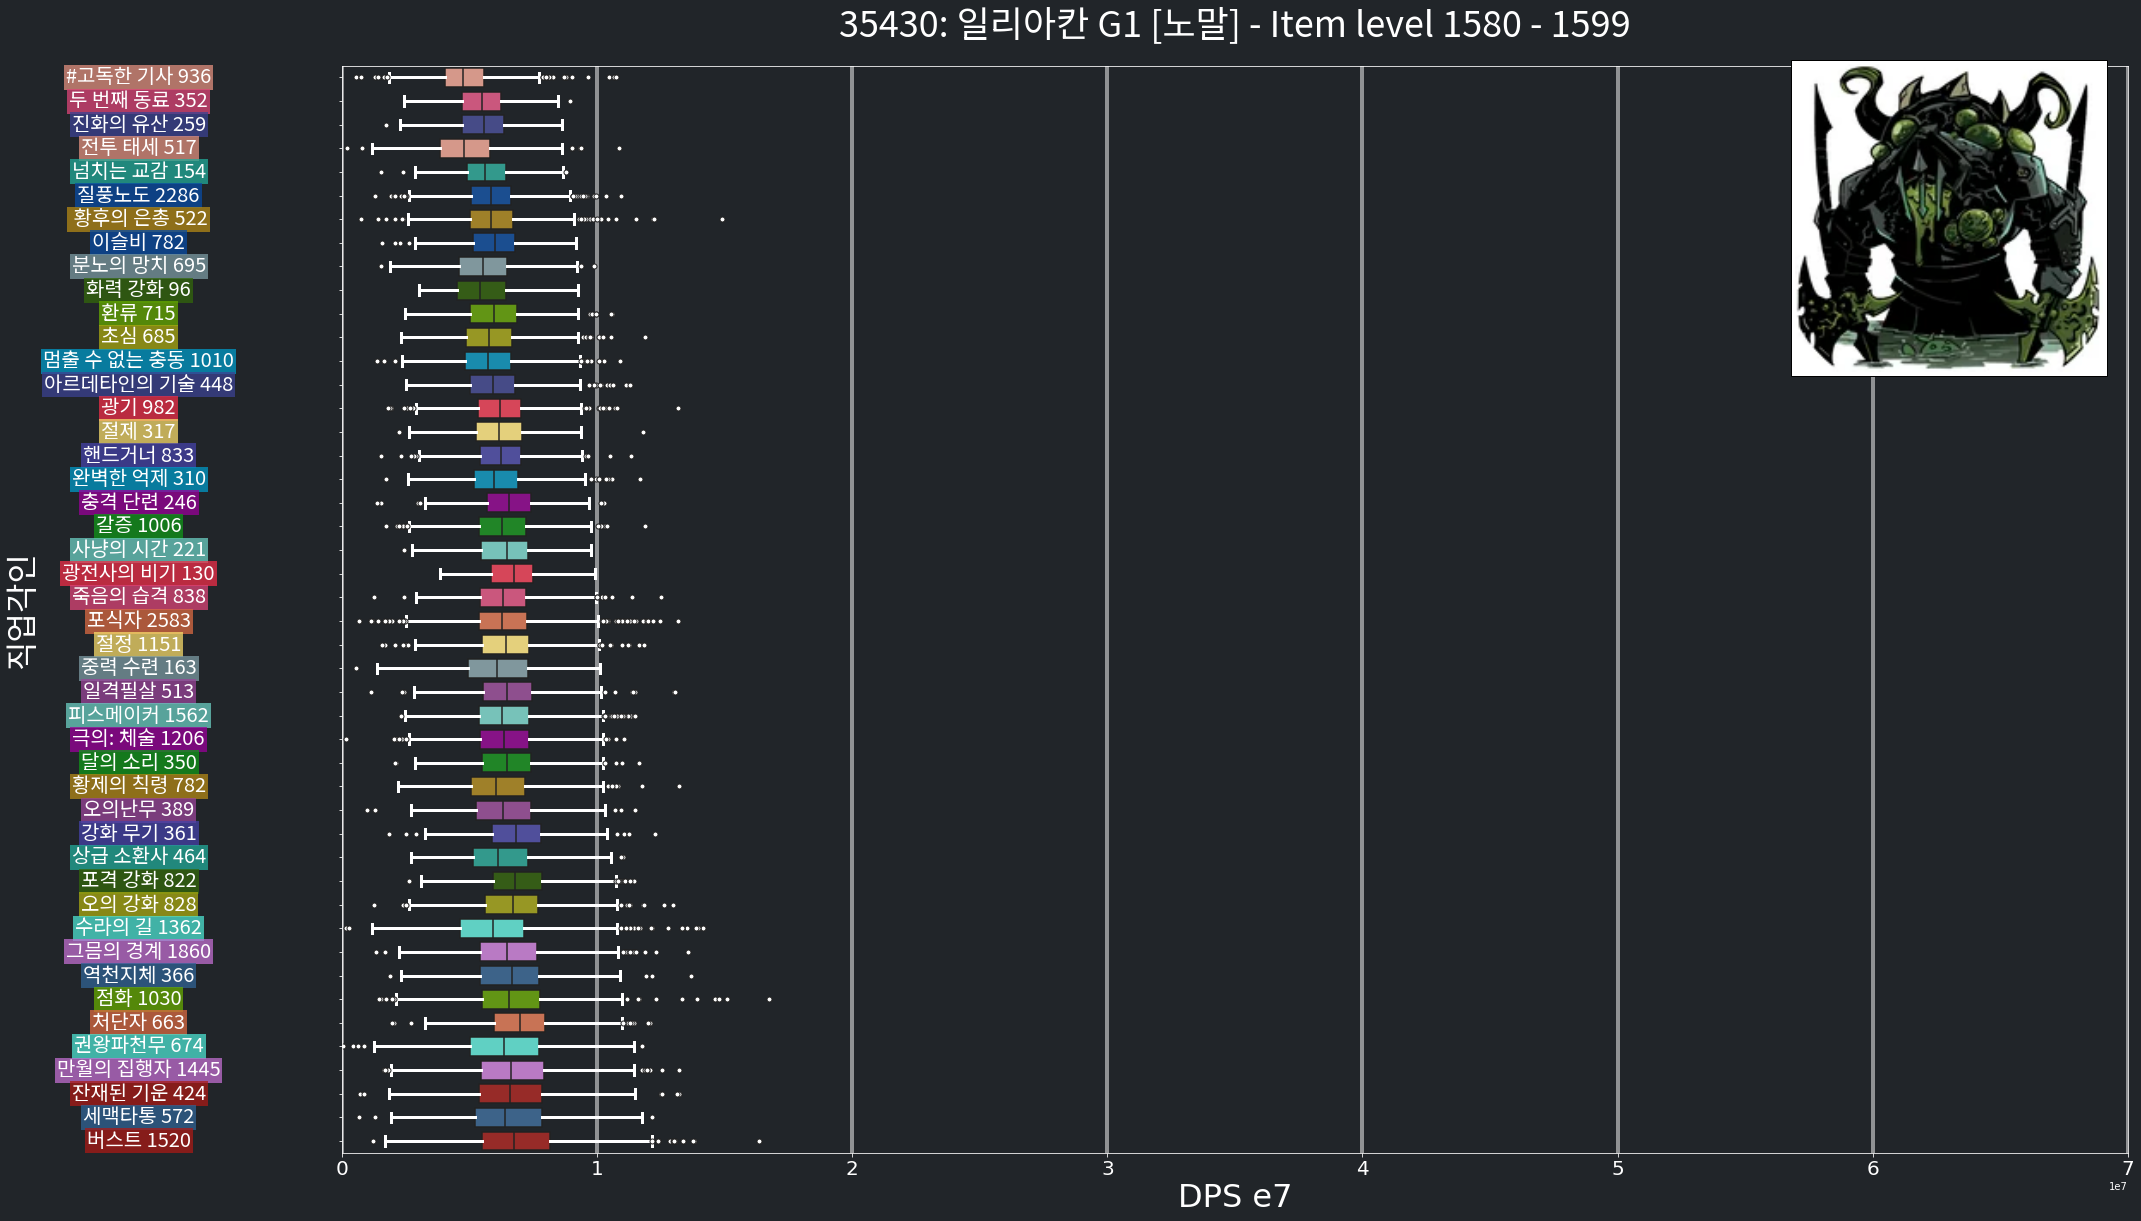 35430: 일리아칸 G1 [노말] - Item level 1580 - 1599
#고독한 기사 936
두 번째 동료 352
진화의 유산 259
전투 태세 517
넘치는 교감 154
질풍노도 2286
황후의 은총 522
이슬비 782
분노의 망치 695
화력 강화 96
환류 715
초심 685
멈출 수 없는 충동 1010
아르데타인의 기술 448
광기 982
절제 317
핸드거너 833
완벽한 억제 310
충격 단련 246
갈증 1006
사냥의 시간 221
광전사의 비기 130
죽음의 습격 838
포식자 2583
절정 1151
중력 수련 163
일격필살 513
피스메이커 1562
극의: 체술 1206
달의 소리 350
황제의 칙령 782
오의난무 389
강화 무기 361
상급 소환사 464
포격 강화 822
오의 강화 828
수라의 길 1362
그믐의 경계 1860
역천지체 366
점화 1030
처단자 663
권왕파천무 674
만월의 집행자 1445
잔재된 기운 424
세맥타통 572
버스트 1520
직업각인
0 1 2 3 4 5 6 7
1e7
DPS e7